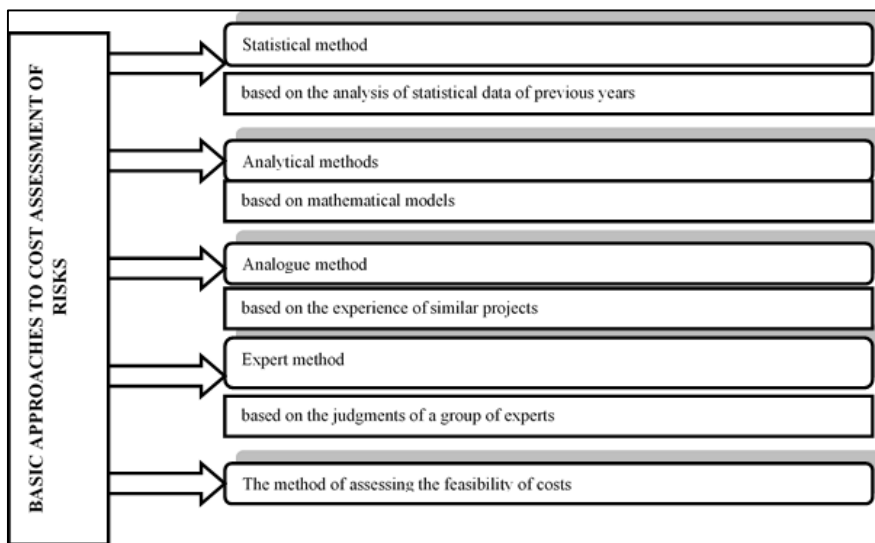 BASIC APPROACHES TO COST ASSESSMENT OF
RISKS
Statistical method
based on the analysis of statistical data of previous years
Analytical methods
based on mathematical models
Analogue method
based on the experience of similar projects
Expert method
based on the judgments of a group of experts
The method of assessing the feasibility of costs